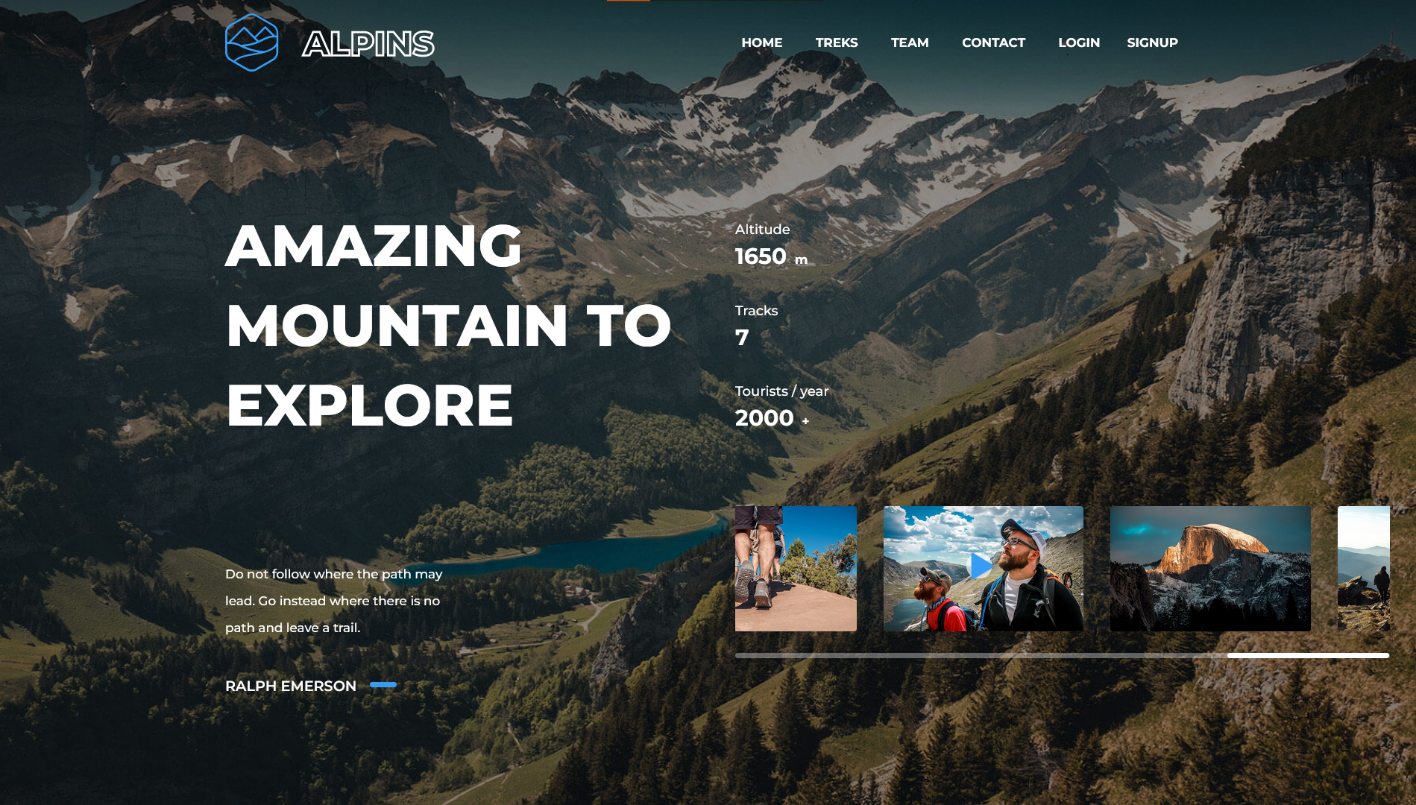 ALPINS
HOME TREKS TEAM CONTACT LOGIN SIGNUP
AMAZING
MOUNTAIN TO
EXPLORE
Altitude
1650 m
Tracks
7
Tourists / year
2000 +
Do not follow where the path may
lead. Go instead where there is no
path and leave a trail.
RALPH EMERSON